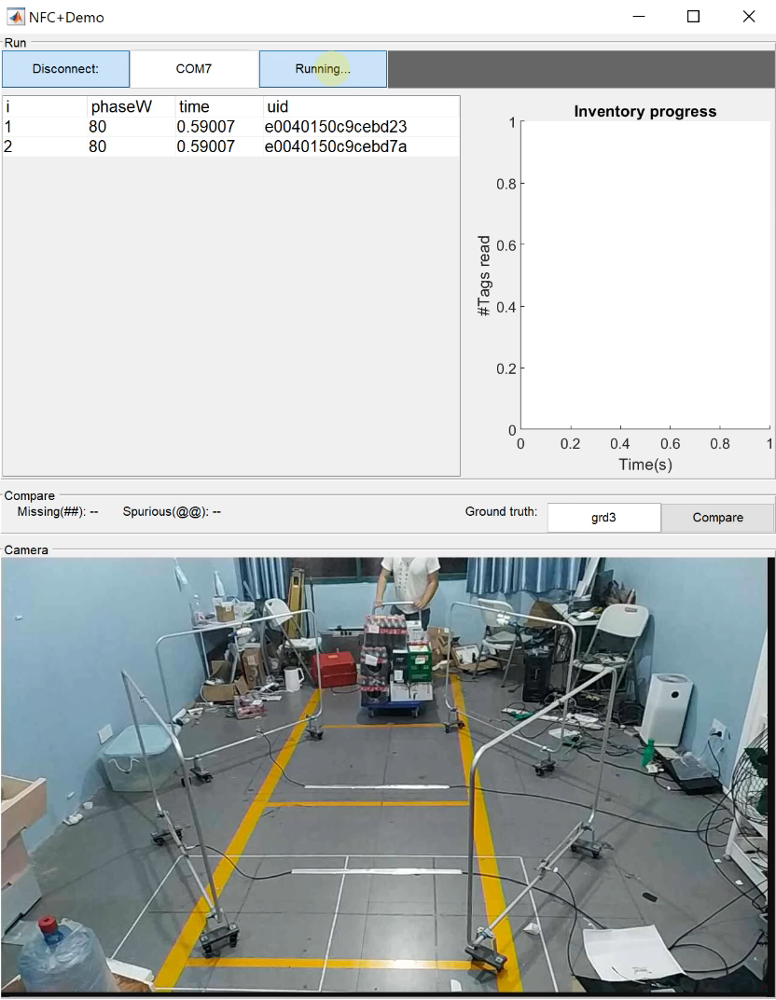 NFC+Demo
Run
Disconnect:
COM7
Running...
i phaseW time uid
1 80 0.59007 e0040150c9cebd23
2 80 0.59007 e0040150c9cebd7a
Inventory progress
#Tags read
1
0.8
0.6
0.4
0.2
0
0 0.2 0.4 0.6 0.8 1
Time(s)
Compare
Missing(##): -- Spurious(@@): -- Ground truth: grd3 Compare
Camera